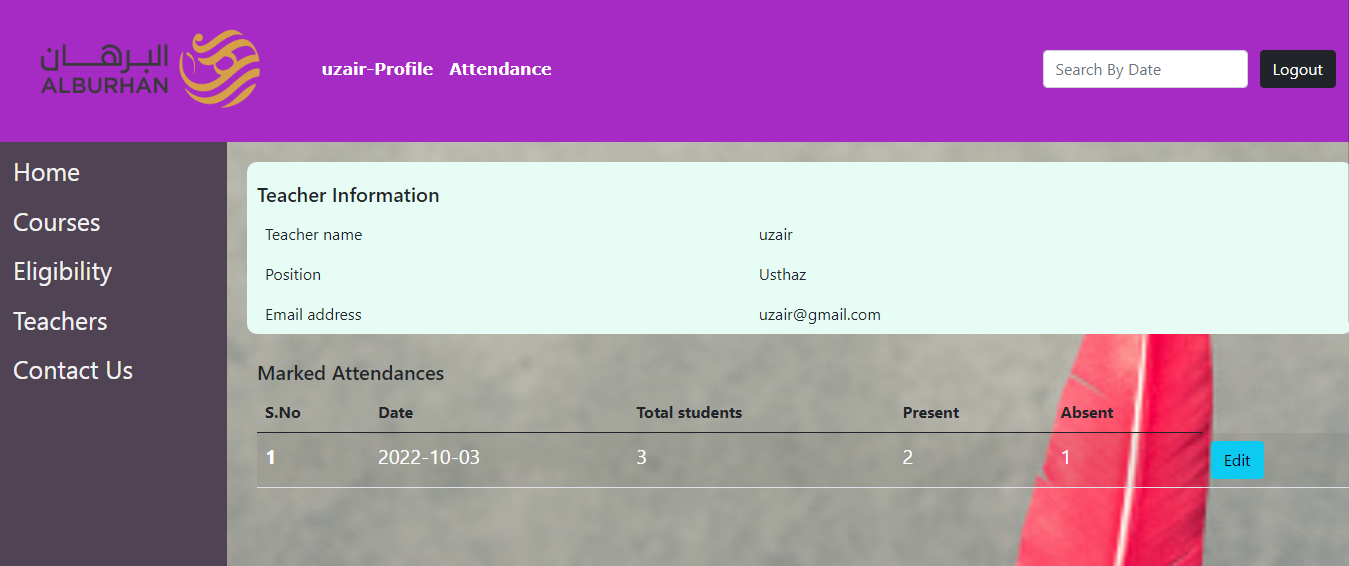 البرهان
ALBURHAN
uzair-Profile Attendance
Search By Date
Logout
Home
Courses
Eligibility
Teachers
Contact Us
Teacher Information
Teacher name uzair
Position Usthaz
Email address uzair@gmail.com
Marked Attendances
S.No Date Total students Present Absent
1 2022-10-03 3 2 1 Edit